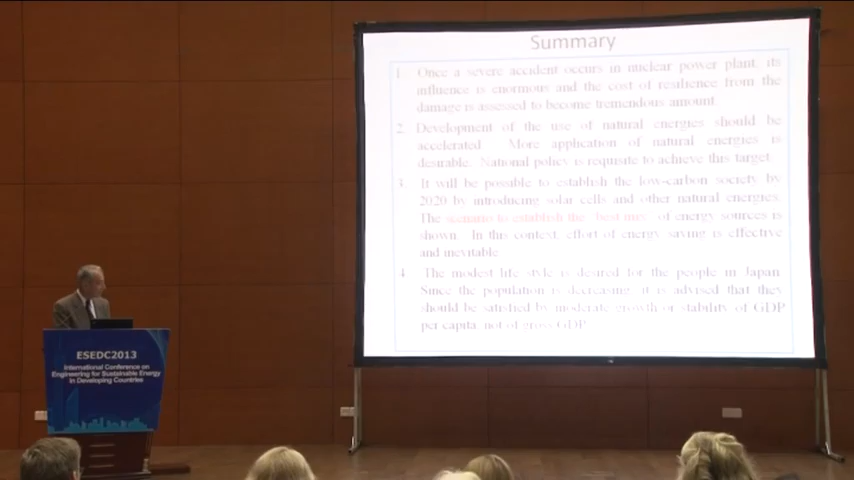 Summary
1. Once a severe accident occurs in nuclear power plant, its
influence is enormous and the cost of resilience from the
damage is assessed to become tremendous amount.
2. Development of the use of natural energies should be
accelerated. More application of natural energies is
desirable. National policy is requisite to achieve this target.
3. It will be possible to establish the low-carbon society by
2020 by introducing solar cells and other natural energies.
The scenario to establish the "best mix" of energy sources is
shown. In this context, effort of energy saving is effective
and inevitable.
4. The modest life style is desired for the people in Japan.
Since the population is decreasing, it is advised that they
should be satisfied by moderate growth or stability of GDP
per capita, not of gross GDP.
ESEDC2013
International Conference on
Engineering for Sustainable Energy
in Developing Countries